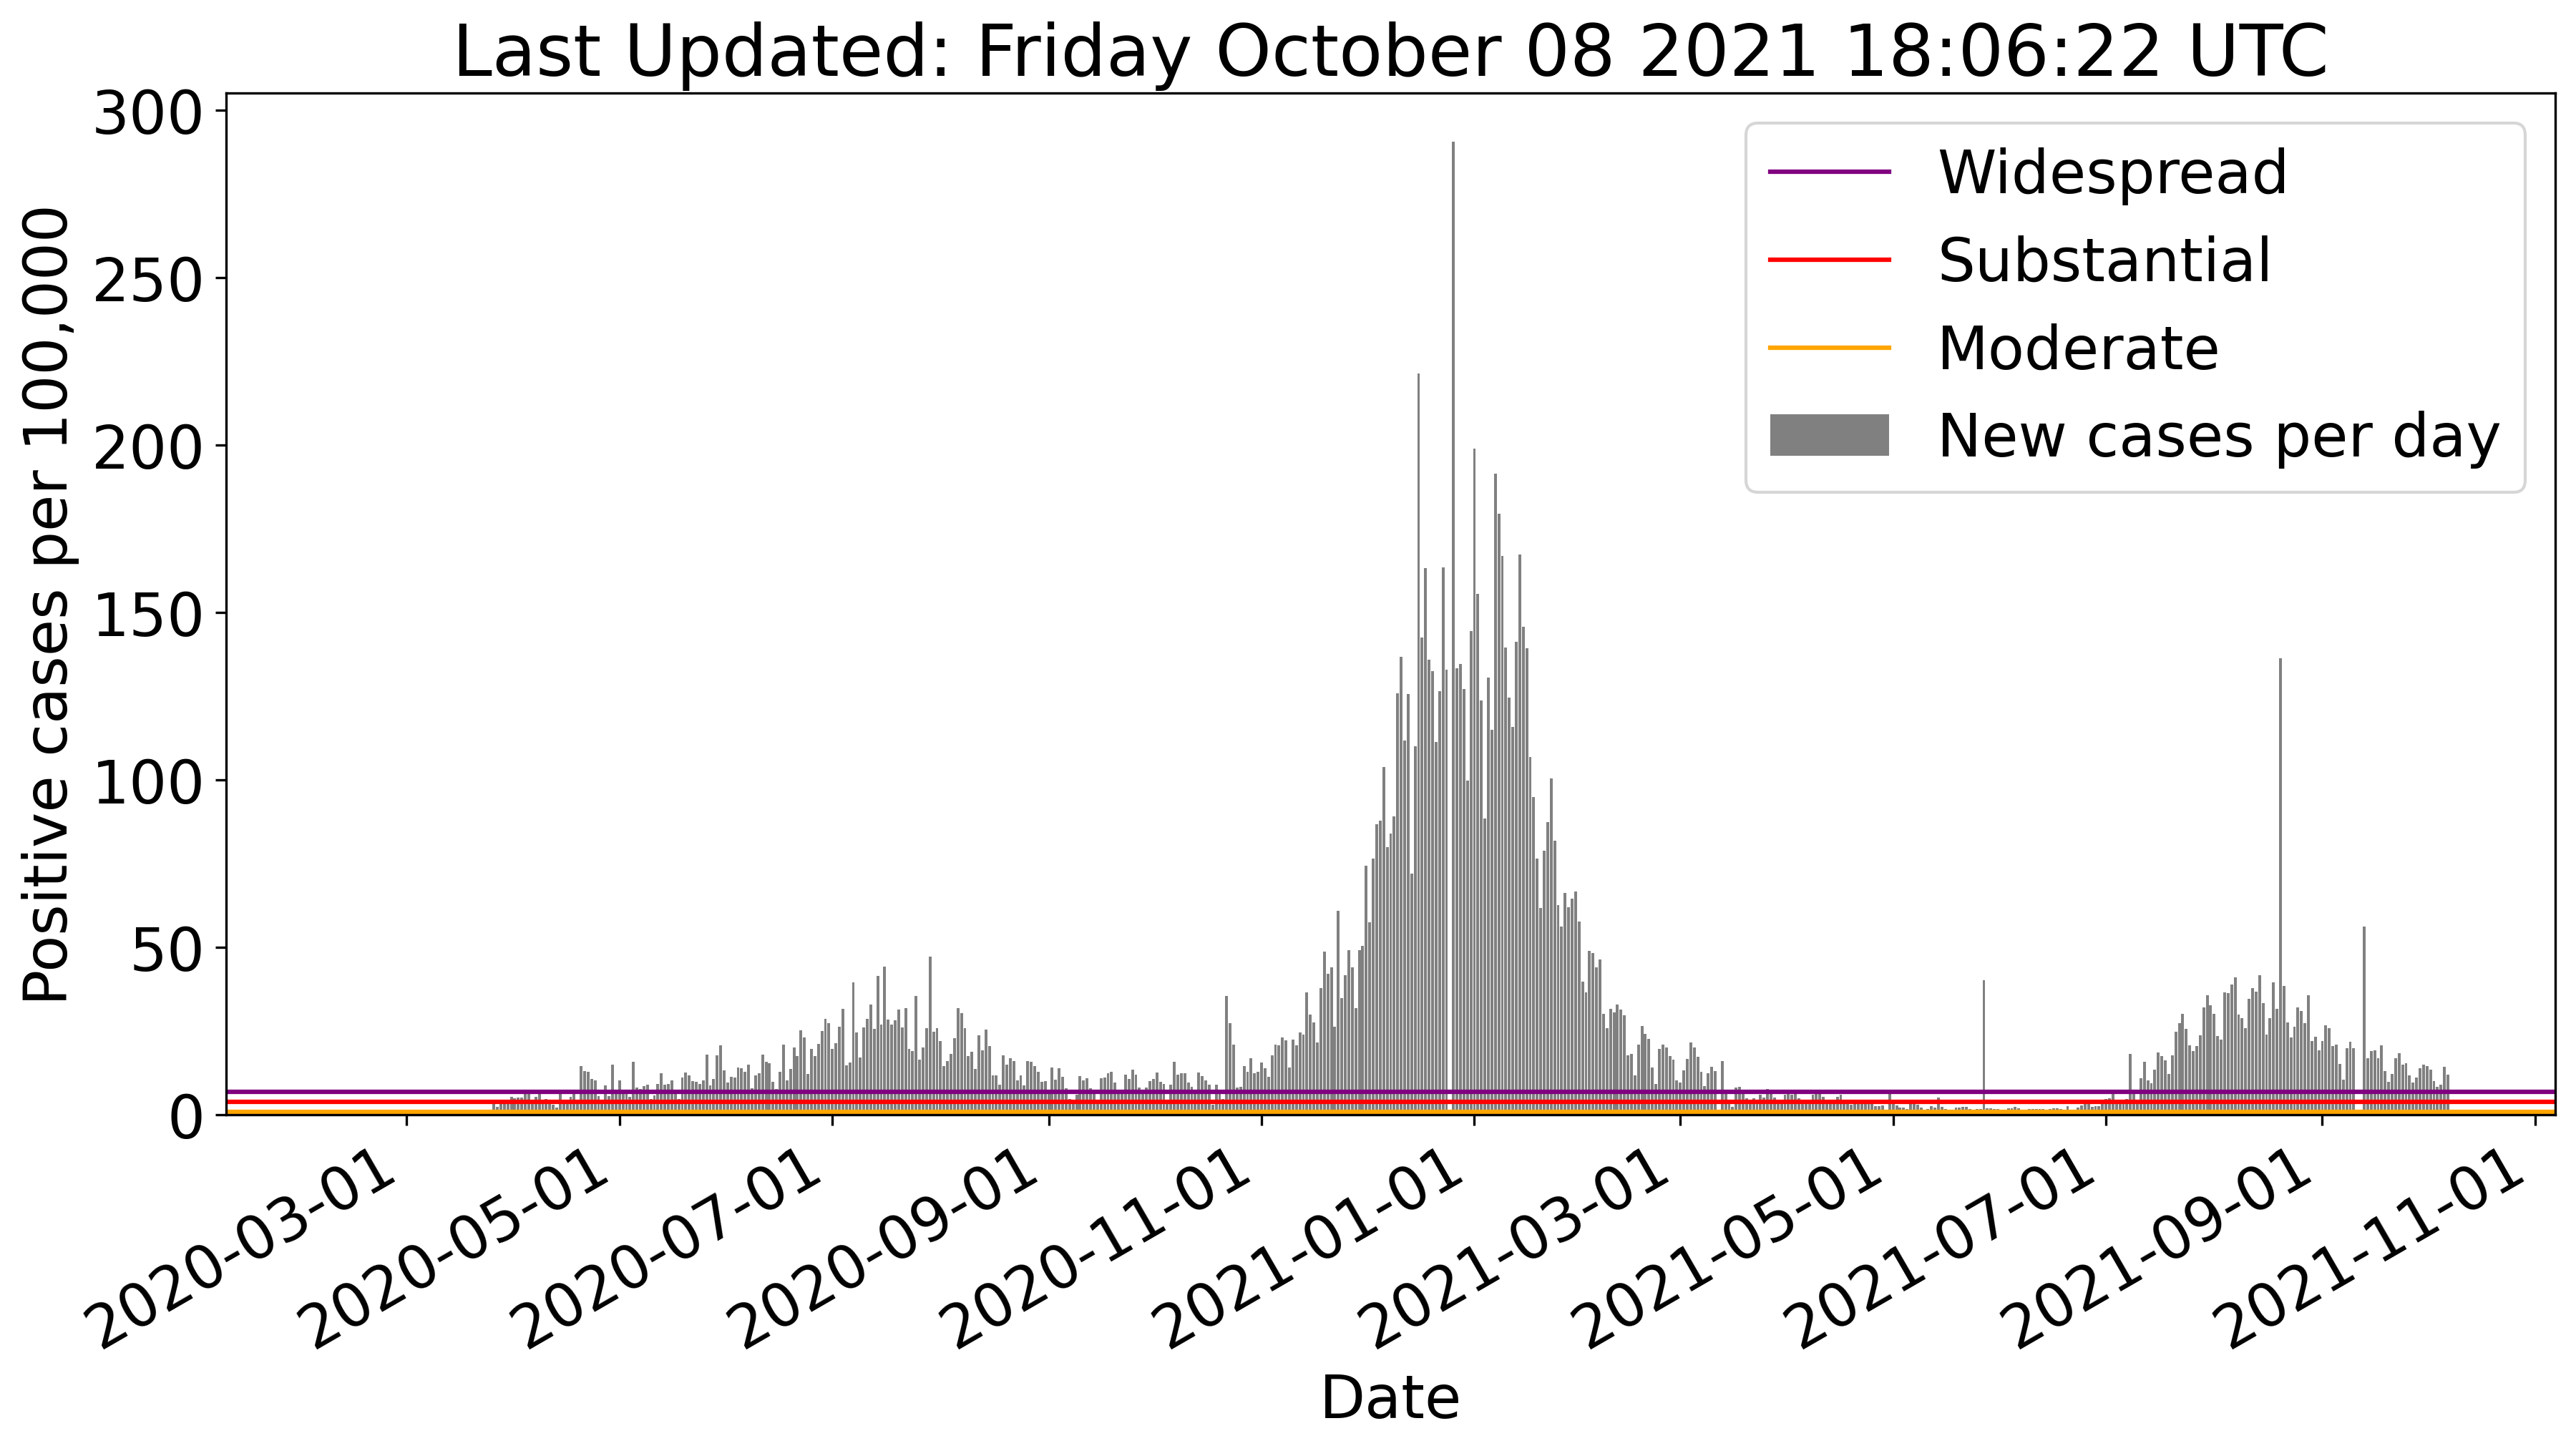 Last Updated: Friday October 08 2021 18:06:22 UTC
Positive cases per 100,000
300
250
200
150
100
50
0
Widespread
Substantial
Moderate
New cases per day
2020-03-01
2020-05-01
2020-07-01
2020-09-01
2020-11-01
2021-01-01
2021-03-01
2021-05-01
2021-07-01
2021-09-01
2021-11-01
Date